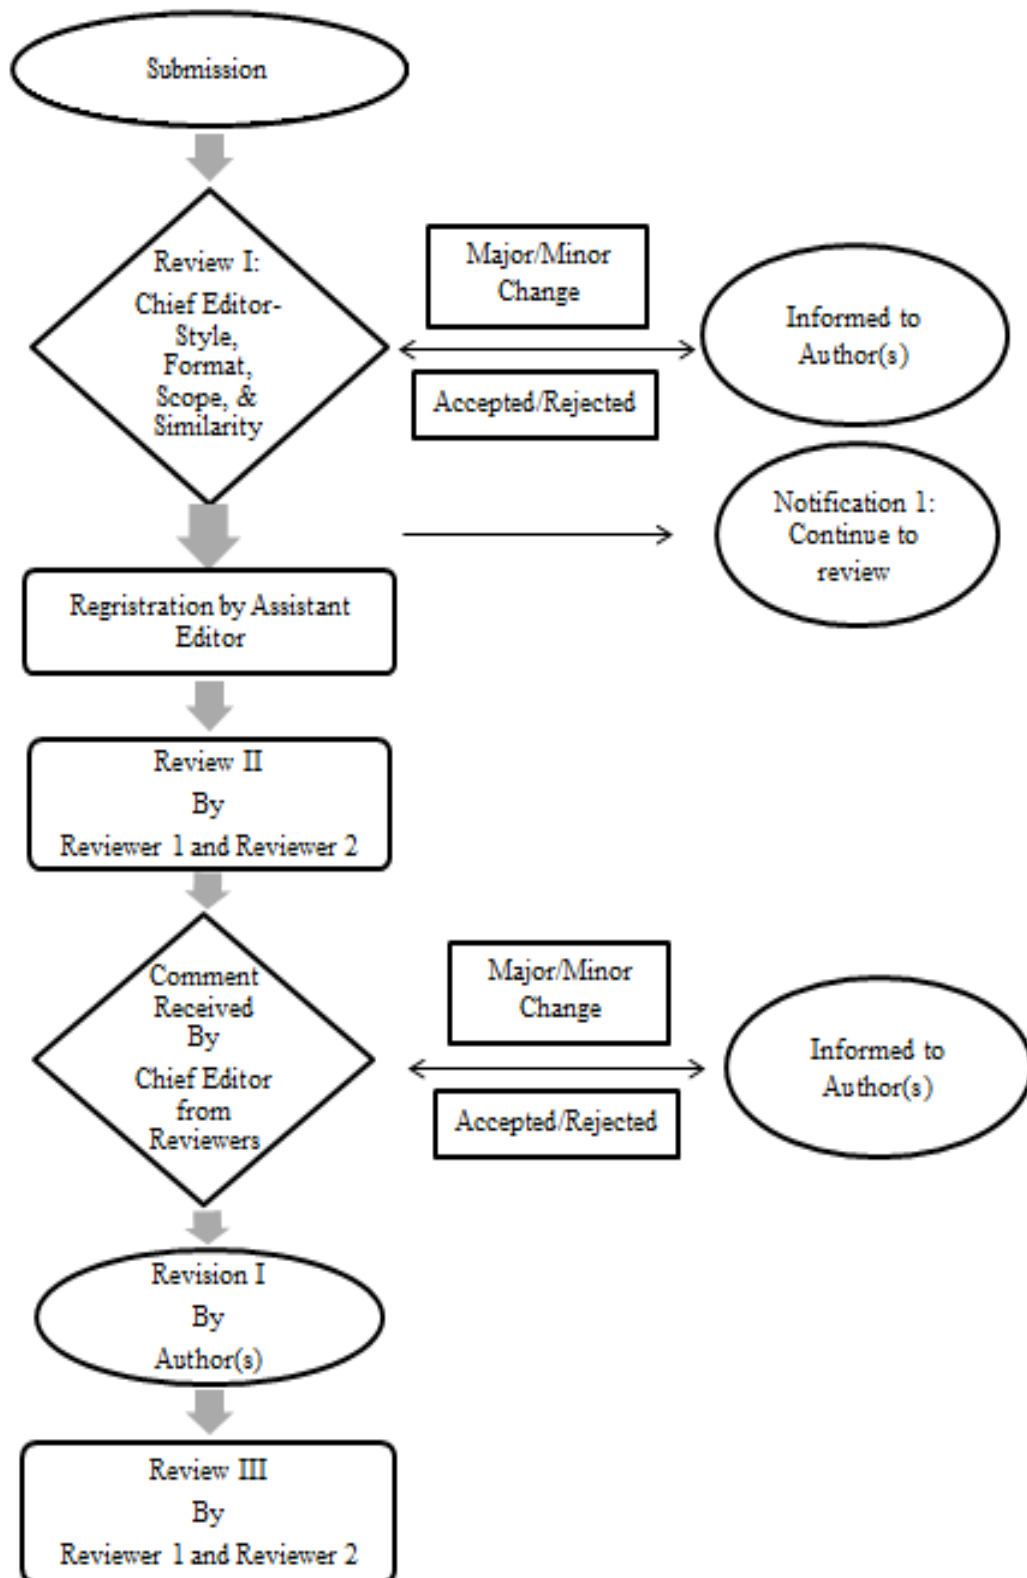 Submission
Review I:
Chief Editor-
Style,
Format,
Scope, &
Similarity
Major/Minor
Change
Accepted/Rejected
Informed to
Author(s)
Notification 1:
Continue to
review
Regristration by Assistant
Editor
Review II
By
Reviewer 1 and Reviewer 2
Comment
Received
By
Chief Editor
from
Reviewers
Major/Minor
Change
Accepted/Rejected
Informed to
Author(s)
Revision I
By
Author(s)
Review III
By
Reviewer 1 and Reviewer 2